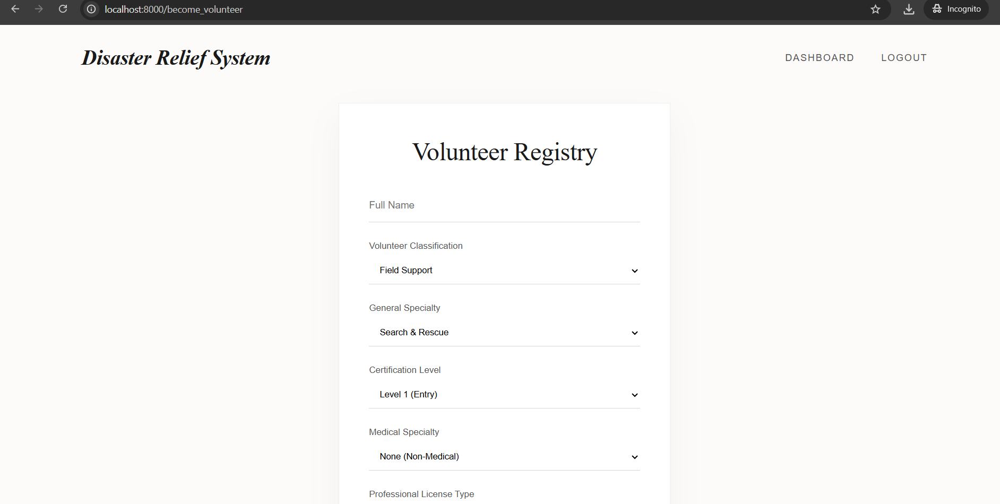 localhost:8000/become_volunteer
Incognito
Disaster Relief System
DASHBOARD
LOGOUT
Volunteer Registry
Full Name
Volunteer Classification
Field Support
General Specialty
Search & Rescue
Certification Level
Level 1 (Entry)
Medical Specialty
None (Non-Medical)
Professional License Type